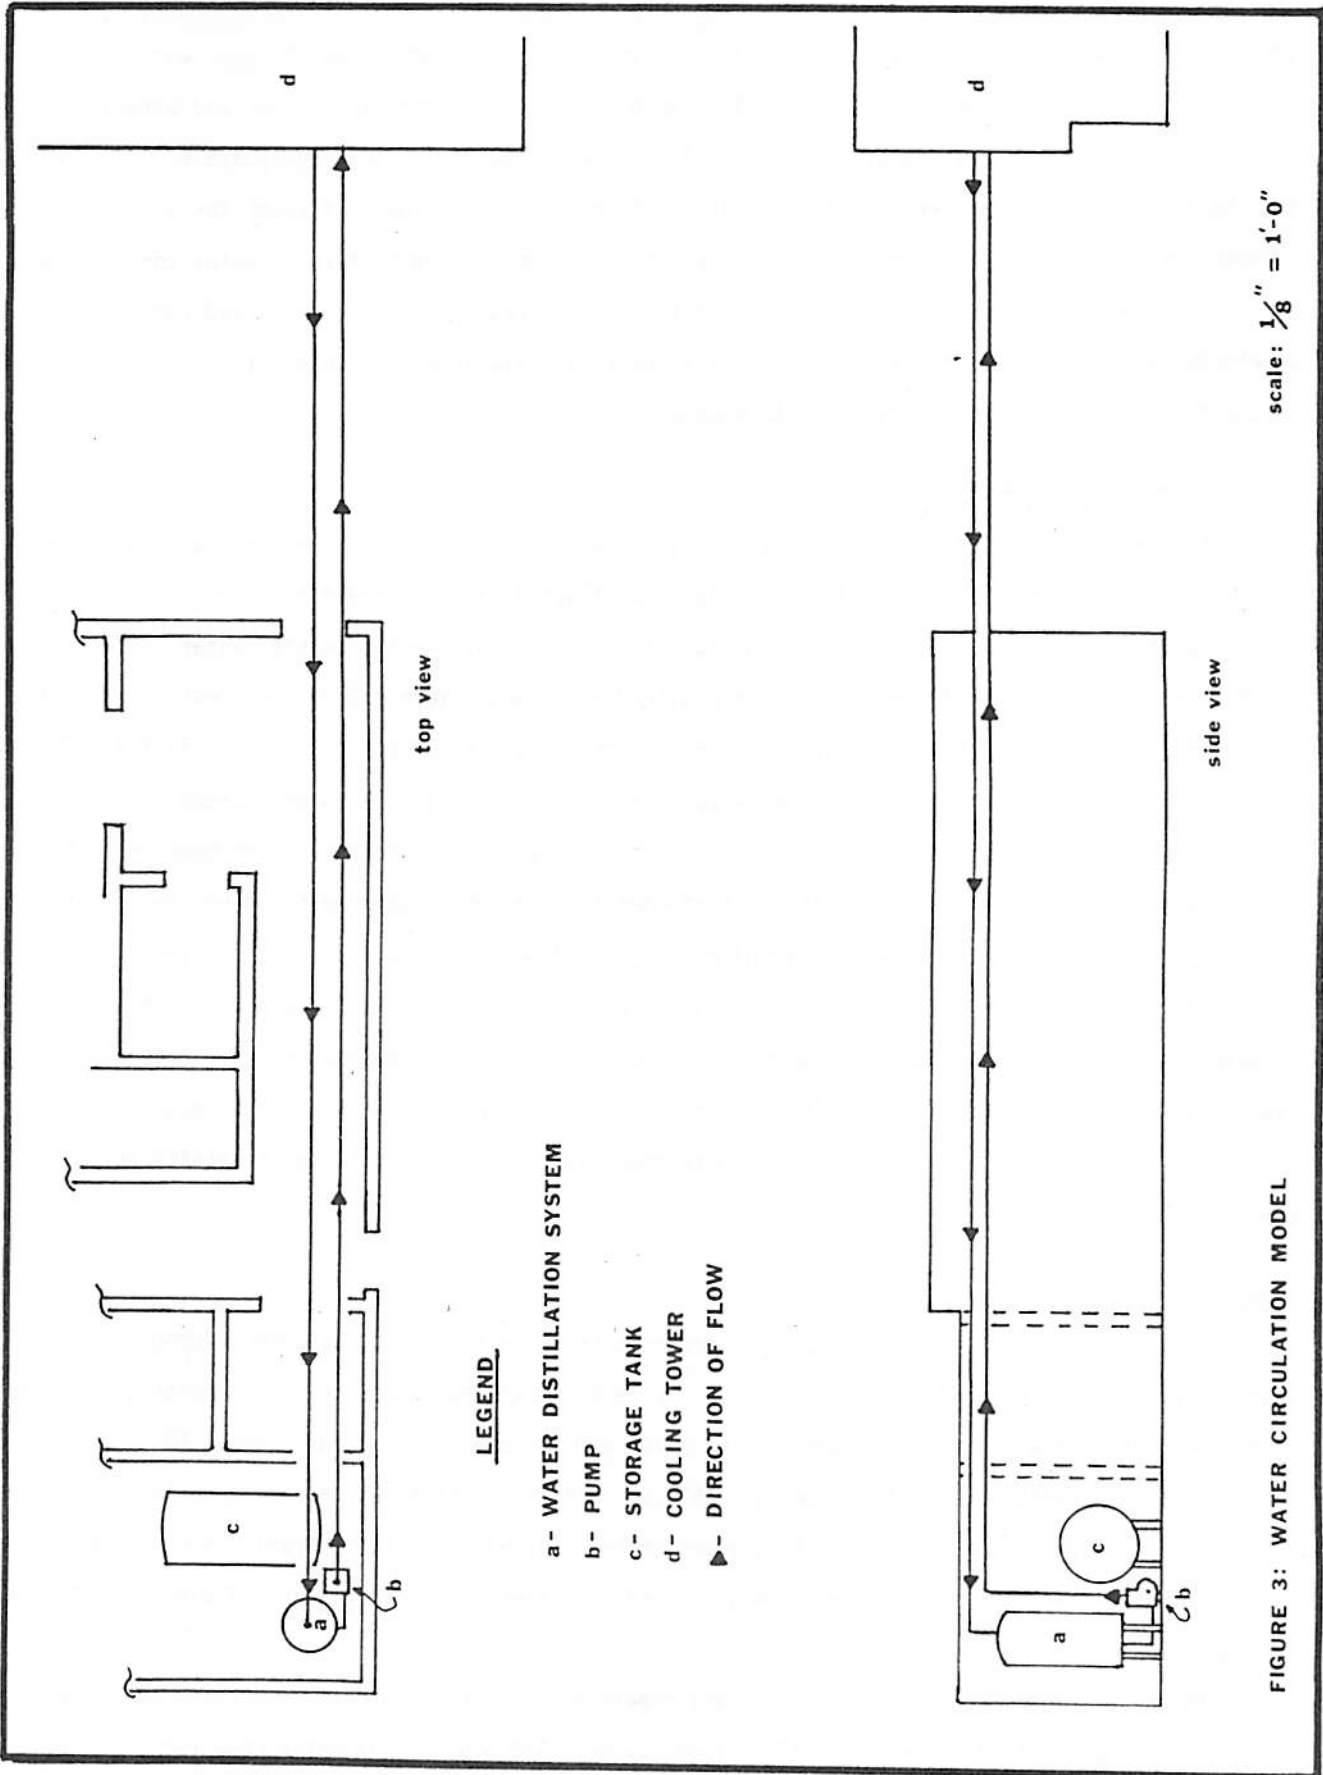 d
top view
c
a
b
LEGEND
a- WATER DISTILLATION SYSTEM
b- PUMP
c- STORAGE TANK
d- COOLING TOWER
▲- DIRECTION OF FLOW
d
side view
c
a
b
scale: 1/8" = 1'-0"
FIGURE 3: WATER CIRCULATION MODEL